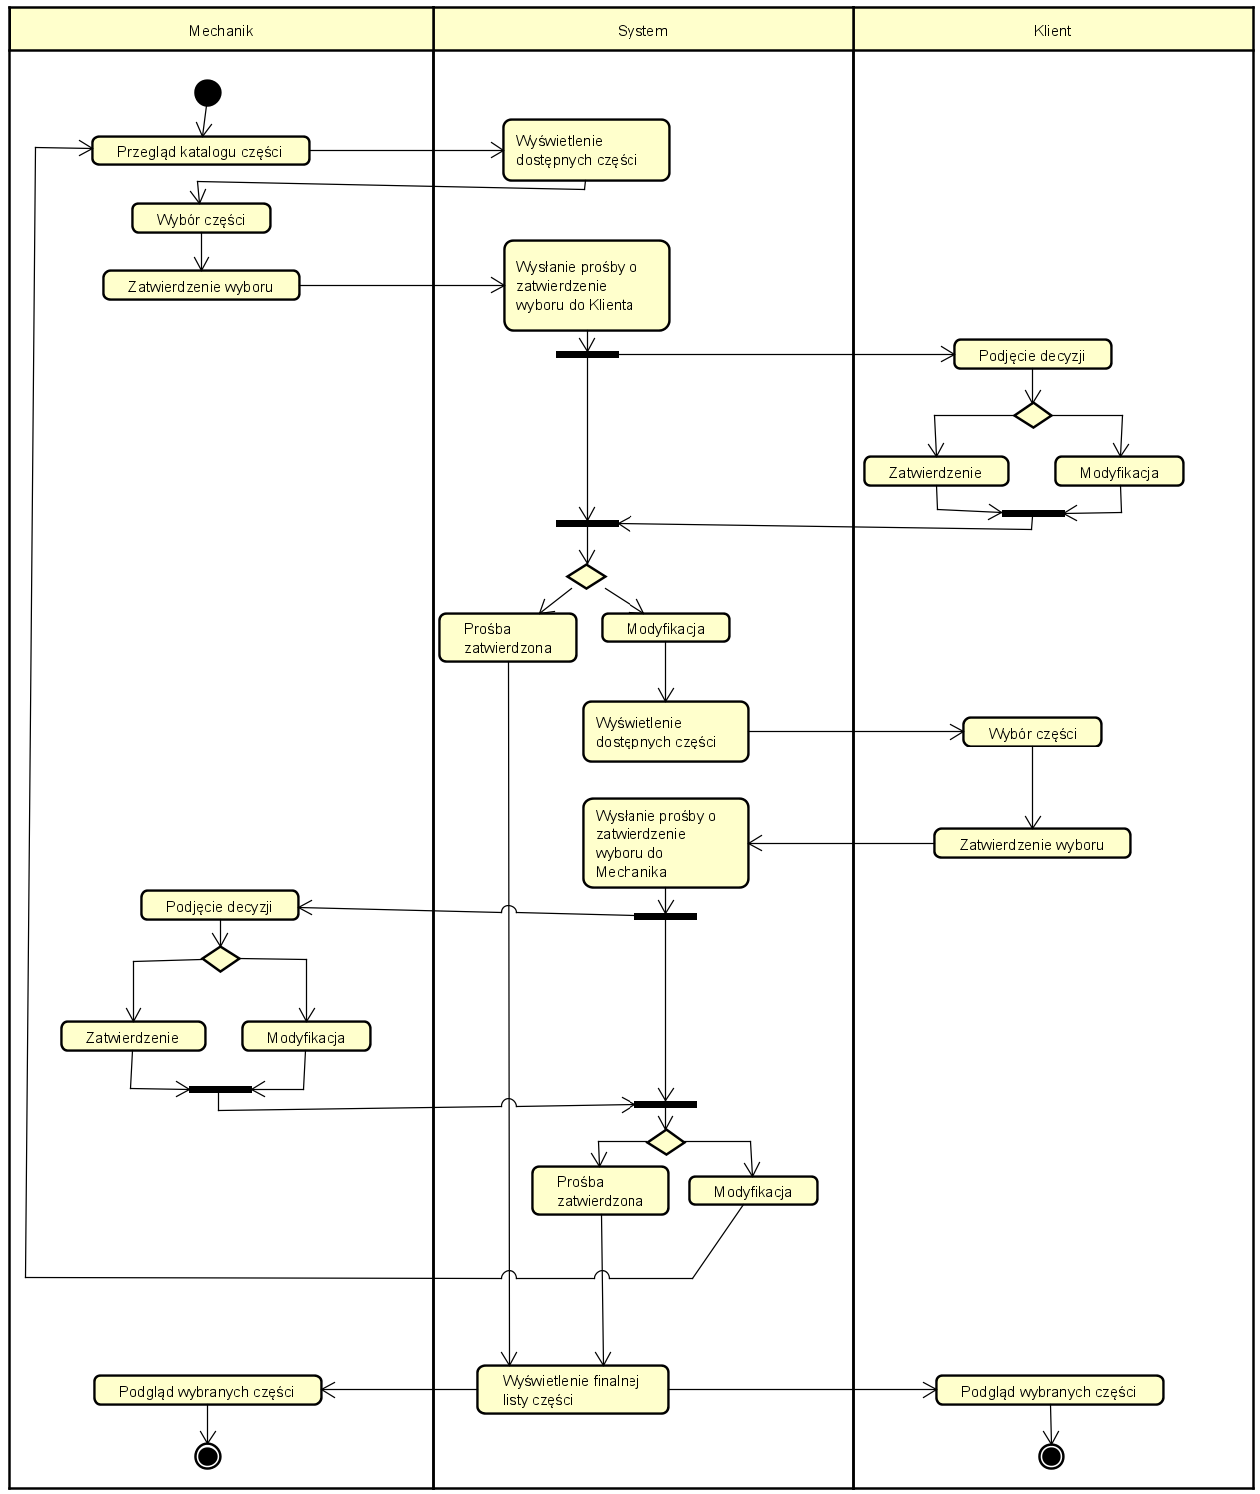 Mechanik
System
Klient
Przegląd katalogu części
Wyświetlenie
dostępnych części
Wybór części
Zatwierdzenie wyboru
Wysłanie prośby o
zatwierdzenie
wyboru do Klienta
Podjęcie decyzji
Zatwierdzenie
Modyfikacja
Prośba
zatwierdzona
Modyfikacja
Wyświetlenie
dostępnych części
Wybór części
Wysłanie prośby o
zatwierdzenie
wyboru do
Mechanika
Zatwierdzenie wyboru
Podjęcie decyzji
Zatwierdzenie
Modyfikacja
Prośba
zatwierdzona
Modyfikacja
Wyświetlenie finalnej
listy części
Podgląd wybranych części
Podgląd wybranych części